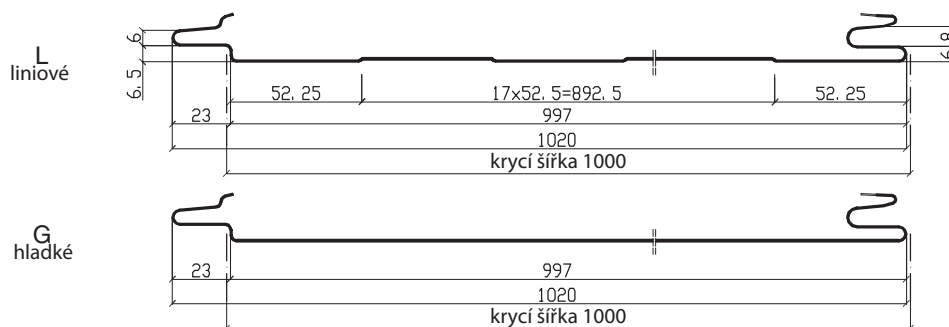 6
8
L
6,8
liniové
6,5
52,25
17x52,5=892,5
52,25
23
997
1020
krycí šířka 1000
G
hladké
23
997
1020
krycí šířka 1000